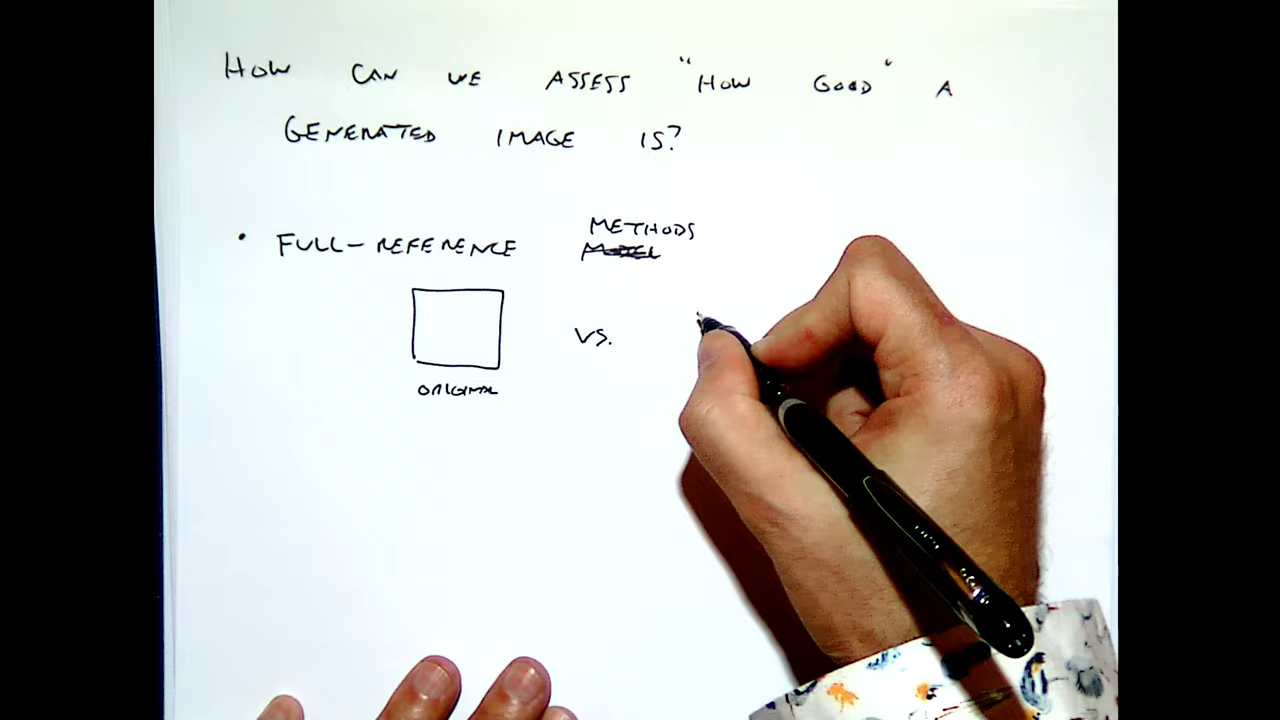 HOW CAN WE ASSESS "HOW GOOD" A
GENERATED IMAGE IS?
• FULL-REFERENCE METHODS
VS.
ORIGINAL